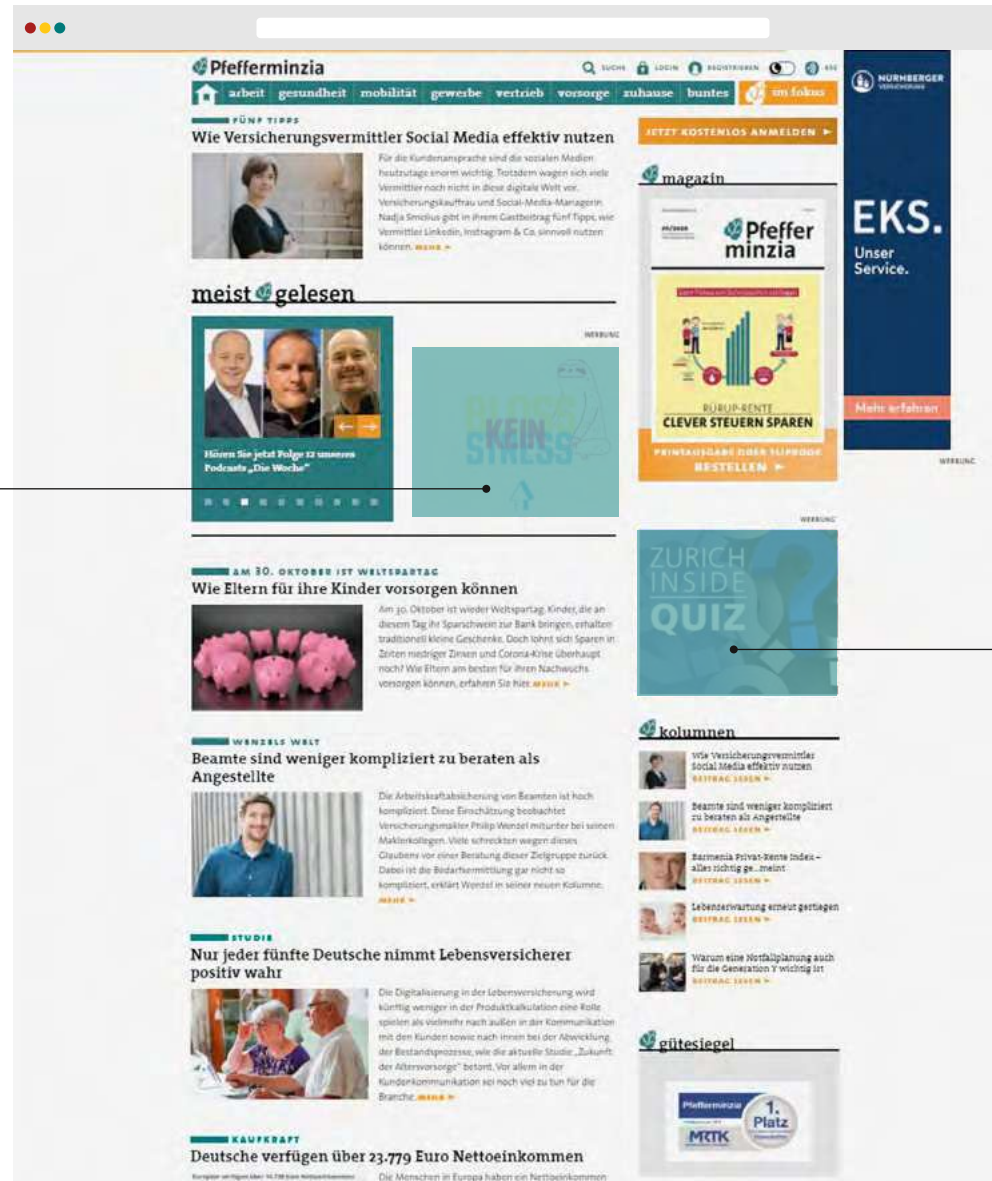 Pfefferminzia
SUCHE LOGIN REGISTRIEREN
arbeit gesundheit mobilität gewerbe vertrieb vorsorge zuhause buntes im fokus
FÜNF TIPPS
Wie Versicherungsvermittler Social Media effektiv nutzen
Für die Kundenansprache sind die sozialen Medien
heutzutage enorm wichtig. Trotzdem wagen sich viele
Vermittler noch nicht in diese digitale Welt vor.
Versicherungskauffrau und Social-Media-Managerin
Nadja gibt in ihrem Gastbeitrag fünf Tipps, wie
Vermittler Linkedin, Instragram & Co. sinnvoll nutzen
können. MEHR
meist gelesen
WERBUNG
Hören Sie jetzt Folge 12 unseres
Podcasts „Die Woche“
BLOSS
KEIN
STRESS
AM 30. OKTOBER IST WELTSPARTAG
Wie Eltern für ihre Kinder vorsorgen können
Am 30. Oktober ist wieder Weltspartag. Kinder, die an
diesem Tag ihr Sparschwein zur Bank bringen, erhalten
traditionell kleine Geschenke. Doch lohnt sich Sparen in
Zeiten niedriger Zinsen und Corona-Krise überhaupt
noch? Wie Eltern am besten für ihren Nachwuchs
vorsorgen können, erfahren Sie hier. MEHR
WENZELS WELT
Beamte sind weniger kompliziert zu beraten als
Angestellte
Die Arbeitskraftabsicherung von Beamten ist hoch
kompliziert. Diese Einschätzung beobachtet
Versicherungsmakler Philip Wenzel mitunter bei seinen
Maklerkollegen. Viele schreckten wegen dieses
Glaubens vor einer Beratung dieser Zielgruppe zurück.
Dabei ist die Bedarfsermittlung gar nicht so
kompliziert, erklärt Wenzel in seiner neuen Kolumne.
MEHR
STUDIE
Nur jeder fünfte Deutsche nimmt Lebensversicherer
positiv wahr
Die Digitalisierung in der Lebensversicherung wird
künftig weniger in der Produktkalkulation eine Rolle
spielen als vielmehr nach außen in der Kommunikation
mit den Kunden sowie nach innen bei der Abwicklung
der Bestandsprozesse, wie die aktuelle Studie „Zukunft
der Altersvorsorge“ betont. Vor allem in der
Kundenkommunikation sei noch viel zu tun für die
Branche. MEHR
KAUFKRAFT
Deutsche verfügen über 23.779 Euro Nettoeinkommen
Die Menschen in Europa haben ein Nettoeinkommen
JETZT KOSTENLOS ANMELDEN
magazin
Pfeffer
minzia
RÜRUP-RENTE
CLEVER STEUERN SPAREN
PRINTAUSGABE ODER FLIPBOOK
BESTELLEN
WERBUNG
ZURICH
INSIDE
QUIZ
kolumnen
Wie Versicherungsvermittler
Social Media effektiv nutzen
BEITRAG LESEN
Beamte sind weniger kompliziert
zu beraten als Angestellte
BEITRAG LESEN
Barmenia Privat-Rente Index –
alles richtig ge…meint
BEITRAG LESEN
Lebenserwartung erneut gestiegen
BEITRAG LESEN
Warum eine Notfallplanung auch
für die Generation Y wichtig ist
BEITRAG LESEN
gütesiegel
Pfefferminzia
MRTK
1.
Platz
NÜRNBERGER
VERSICHERUNG
EKS.
Unser
Service.
Mehr erfahren
WERBUNG